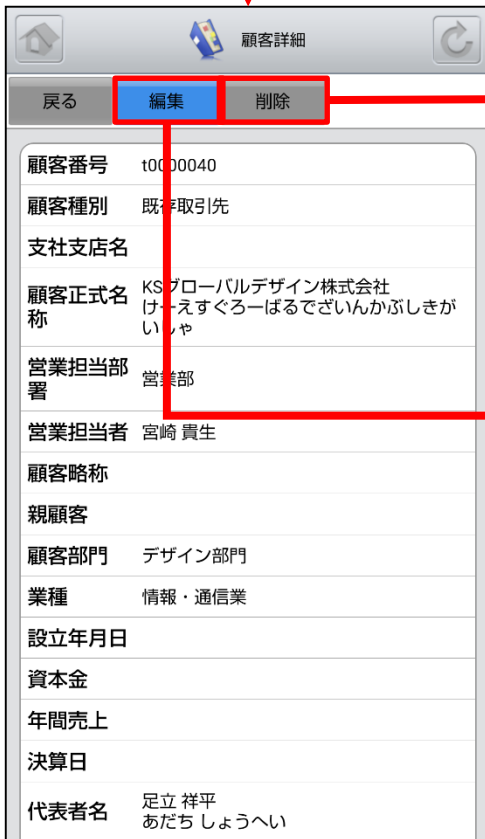 顧客詳細
戻る 編集 削除
顧客番号 t0000040
顧客種別 既存取引先
支社支店名
顧客正式名称 KSグローバルデザイン株式会社
けーえすぐろーばるでざいんかぶしきが
いしゃ
営業担当部署 営業部
営業担当者 宮崎 貴生
顧客略称
親顧客
顧客部門 デザイン部門
業種 情報・通信業
設立年月日
資本金
年間売上
決算日
代表者名 足立 祥平
あだち しょうへい